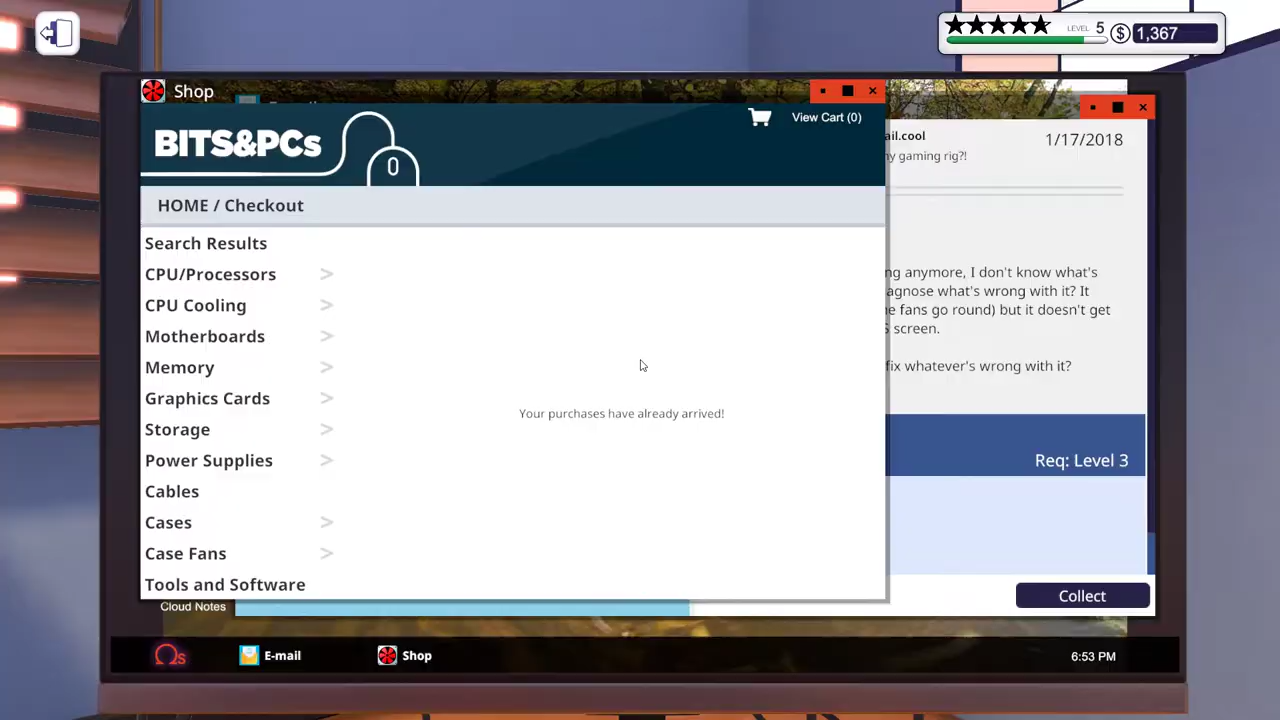 LEVEL 5
$ 1,367
Shop
BITS&PCs
View Cart (0)
HOME / Checkout
Search Results
CPU/Processors >
CPU Cooling >
Motherboards >
Memory >
Graphics Cards >
Storage >
Power Supplies >
Cables
Cases >
Case Fans >
Tools and Software
Your purchases have already arrived!
ail.cool
1/17/2018
y gaming rig?!
ng anymore, I don't know what's
agnose what's wrong with it? It
e fans go round) but it doesn't get
S screen.
fix whatever's wrong with it?
Req: Level 3
Collect
Cloud Notes
Ωs
E-mail
Shop
6:53 PM